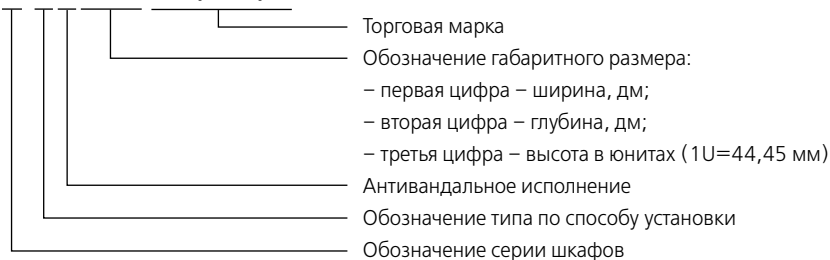 Торговая марка
Обозначение габаритного размера:
– первая цифра – ширина, дм;
– вторая цифра – глубина, дм;
– третья цифра – высота в юнитах (1U=44,45 мм)
Антивандальное исполнение
Обозначение типа по способу установки
Обозначение серии шкафов